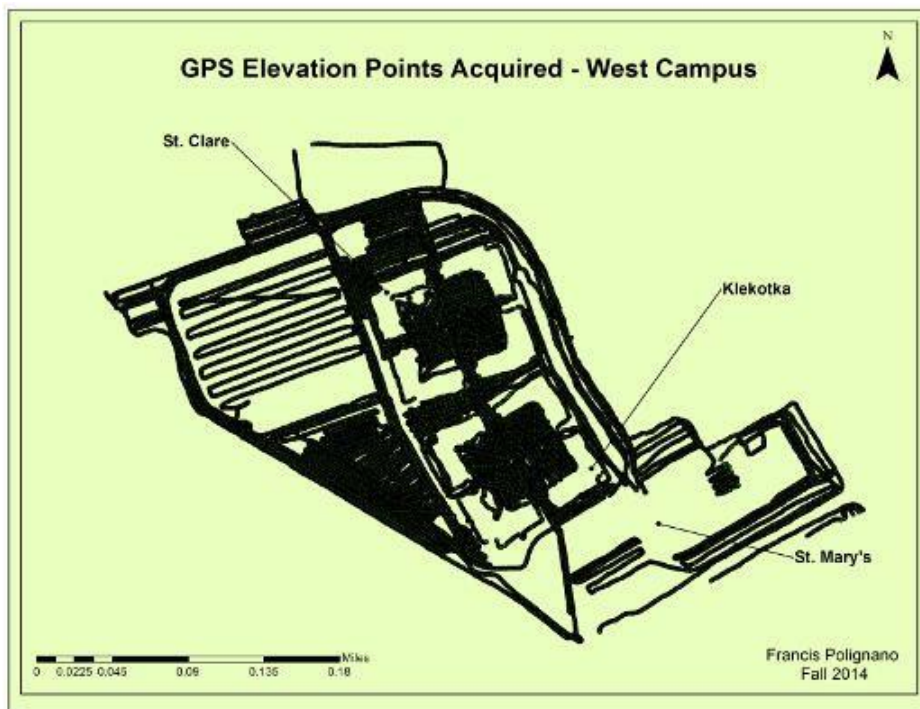 N
GPS Elevation Points Acquired - West Campus
St. Clare
Klekotka
St. Mary's
Miles
0 0.0225 0.045 0.09 0.135 0.18
Francis Polignano
Fall 2014